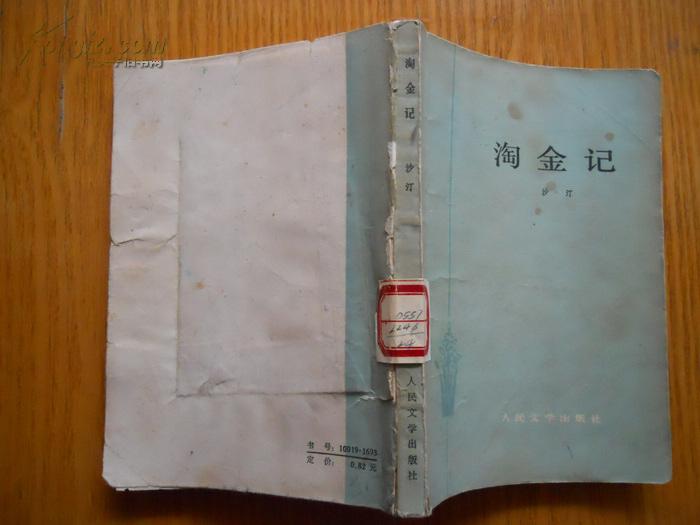 淘金记
沙汀
人民文学出版社
淘金记
沙汀
人民文学出版社
书号：10019·1693
定价：0.82元